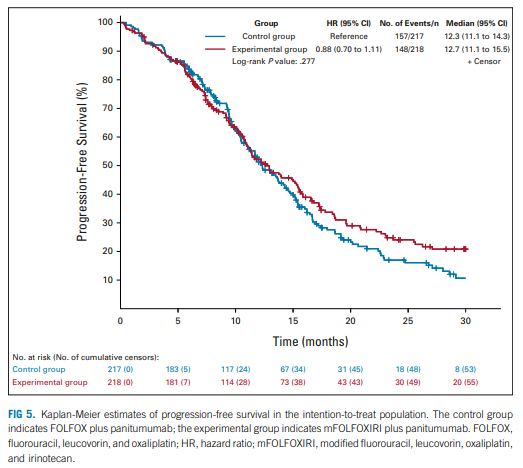 Group HR (95% CI) No. of Events/n Median (95% CI)
Control group Reference 157/217 12.3 (11.1 to 14.3)
Experimental group 0.88 (0.70 to 1.11) 148/218 12.7 (11.1 to 15.5)
Log-rank P value: .277 + Censor
Progression-Free Survival (%)
100
90
80
70
60
50
40
30
20
10
0 5 10 15 20 25 30
Time (months)
No. at risk (No. of cumulative censors):
Control group 217 (0) 183 (5) 117 (24) 67 (34) 31 (45) 18 (48) 8 (53)
Experimental group 218 (0) 181 (7) 114 (28) 73 (38) 43 (43) 30 (49) 20 (55)
FIG 5. Kaplan-Meier estimates of progression-free survival in the intention-to-treat population. The control group
indicates FOLFOX plus panitumumab; the experimental group indicates mFOLFOXIRI plus panitumumab. FOLFOX,
fluorouracil, leucovorin, and oxaliplatin; HR, hazard ratio; mFOLFOXIRI, modified fluorouracil, leucovorin, oxaliplatin,
and irinotecan.